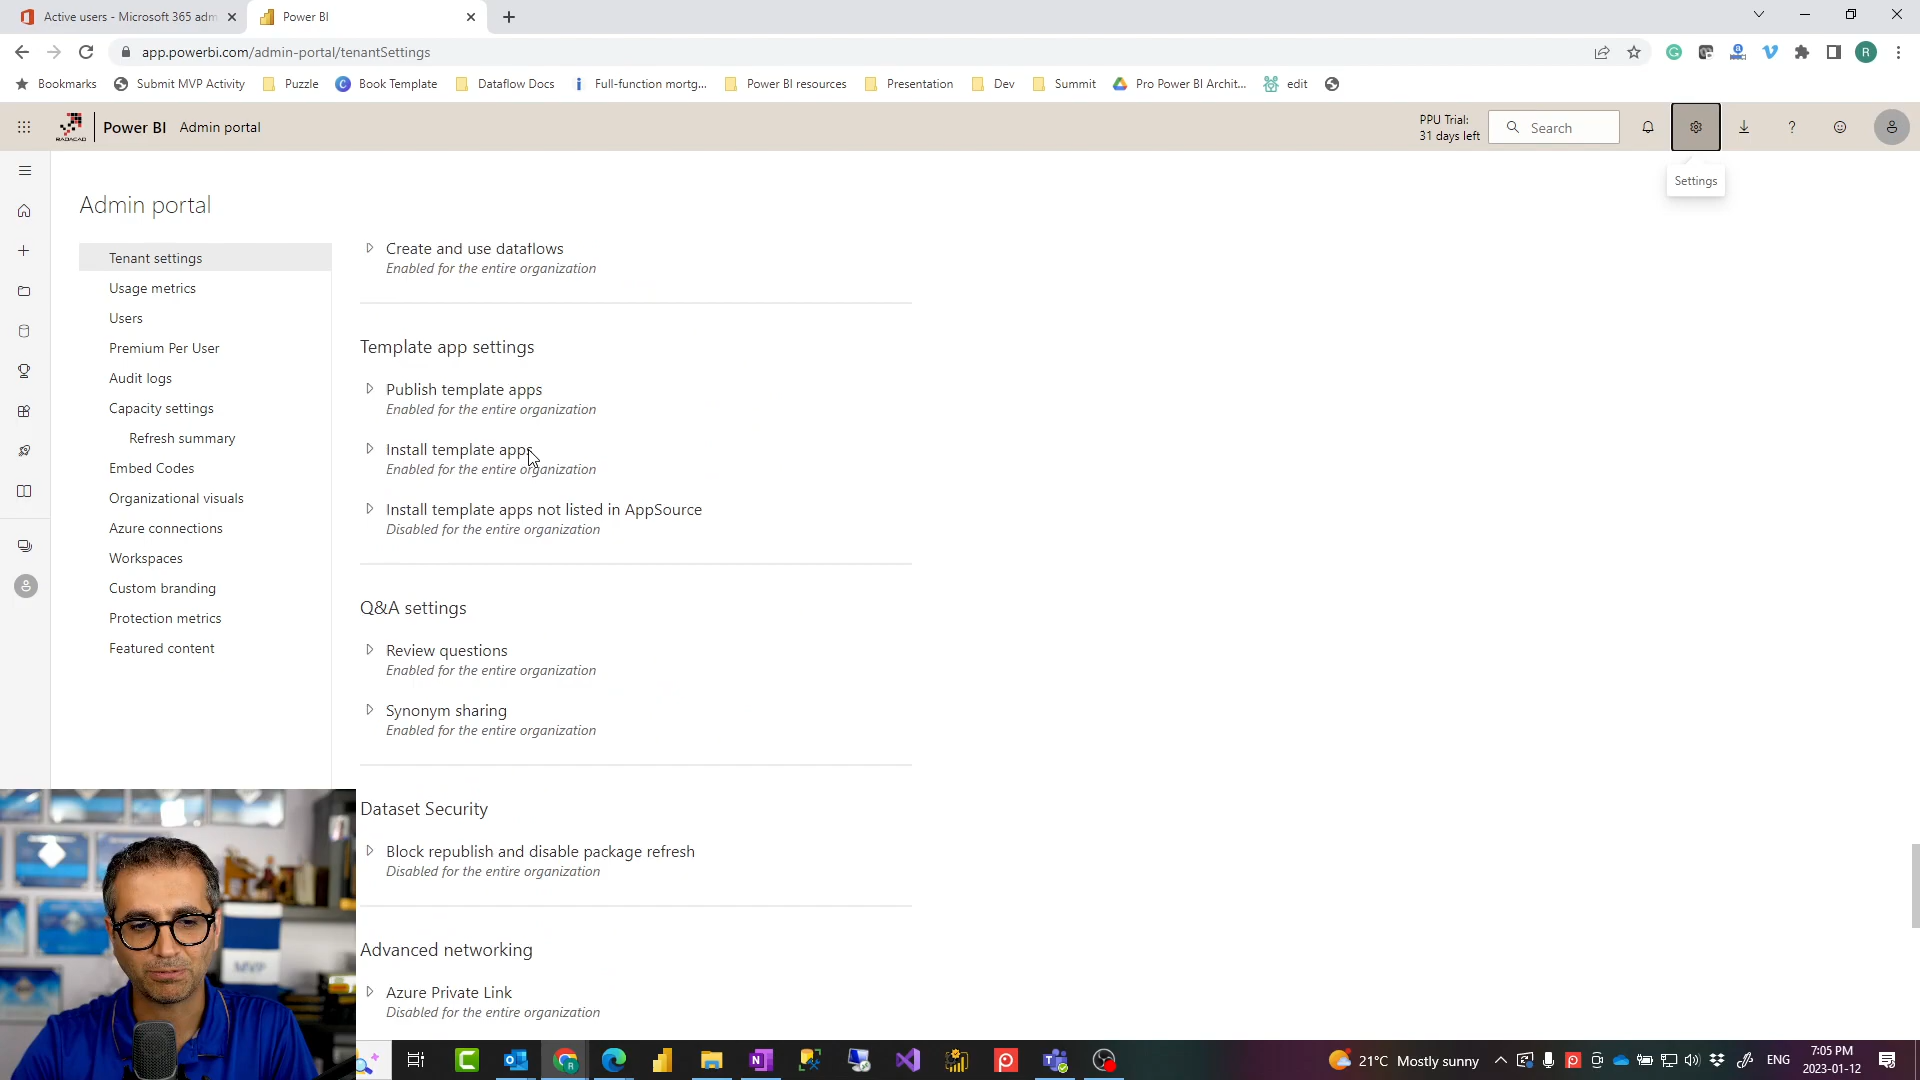 Active users - Microsoft 365 adm
Power BI
app.powerbi.com/admin-portal/tenantSettings
R
Bookmarks
Submit MVP Activity
Puzzle
Book Template
Dataflow Docs
Full-function mortg...
Power BI resources
Presentation
Dev
Summit
Pro Power BI Archit...
edit
RADACAD
Power BI
Admin portal
PPU Trial:
31 days left
Search
Settings
Admin portal
Tenant settings
Usage metrics
Users
Premium Per User
Audit logs
Capacity settings
Refresh summary
Embed Codes
Organizational visuals
Azure connections
Workspaces
Custom branding
Protection metrics
Featured content
Create and use dataflows
Enabled for the entire organization
Template app settings
Publish template apps
Enabled for the entire organization
Install template apps
Enabled for the entire organization
Install template apps not listed in AppSource
Disabled for the entire organization
Q&A settings
Review questions
Enabled for the entire organization
Synonym sharing
Enabled for the entire organization
Dataset Security
Block republish and disable package refresh
Disabled for the entire organization
Advanced networking
Azure Private Link
Disabled for the entire organization
MVP
21°C Mostly sunny
ENG
7:05 PM
2023-01-12